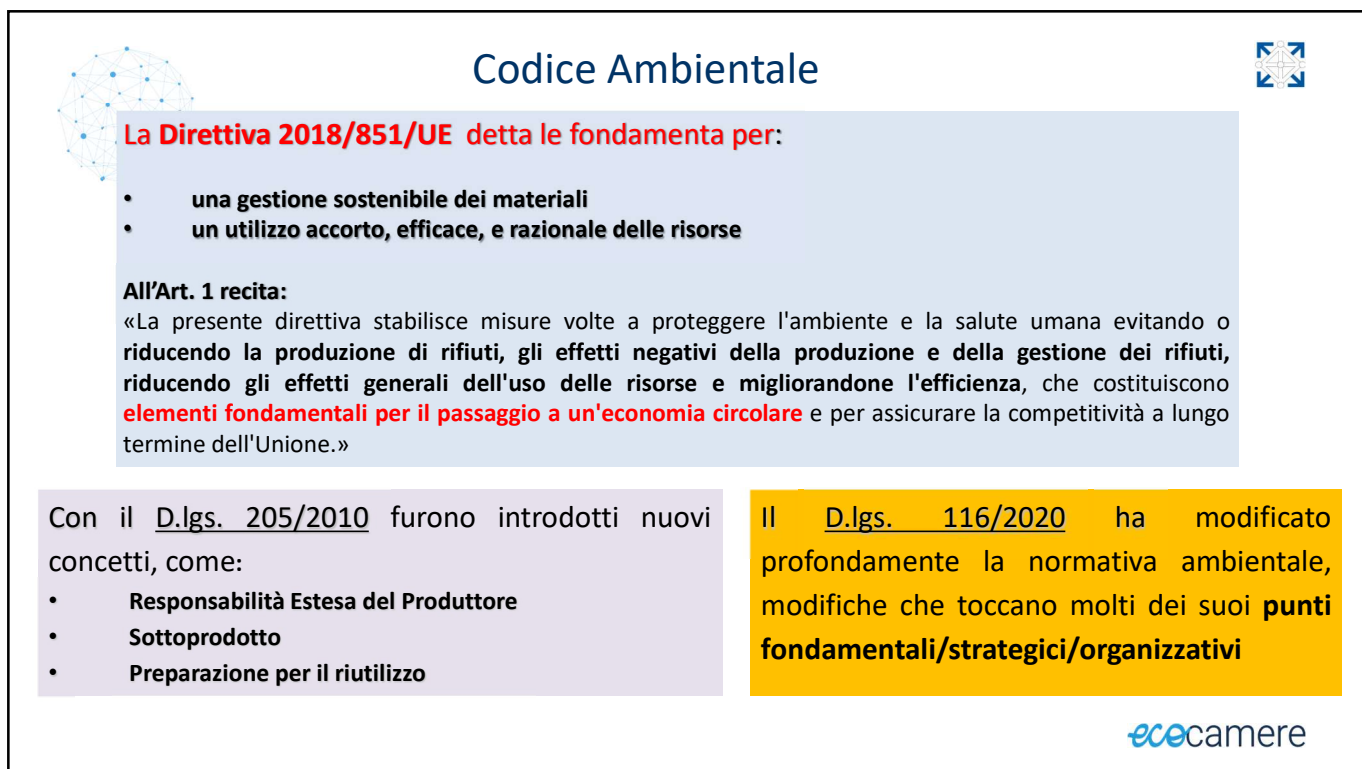 Codice Ambientale
La Direttiva 2018/851/UE detta le fondamenta per:
• una gestione sostenibile dei materiali
• un utilizzo accorto, efficace, e razionale delle risorse
All'Art. 1 recita:
«La presente direttiva stabilisce misure volte a proteggere l'ambiente e la salute umana evitando o
riducendo la produzione di rifiuti, gli effetti negativi della produzione e della gestione dei rifiuti,
riducendo gli effetti generali dell'uso delle risorse e migliorandone l'efficienza, che costituiscono
elementi fondamentali per il passaggio a un'economia circolare e per assicurare la competitività a lungo
termine dell'Unione.»
Con il D.lgs. 205/2010 furono introdotti nuovi
concetti, come:
• Responsabilità Estesa del Produttore
• Sottoprodotto
• Preparazione per il riutilizzo
Il D.lgs. 116/2020 ha modificato
profondamente la normativa ambientale,
modifiche che toccano molti dei suoi punti
fondamentali/strategici/organizzativi
ecocamere